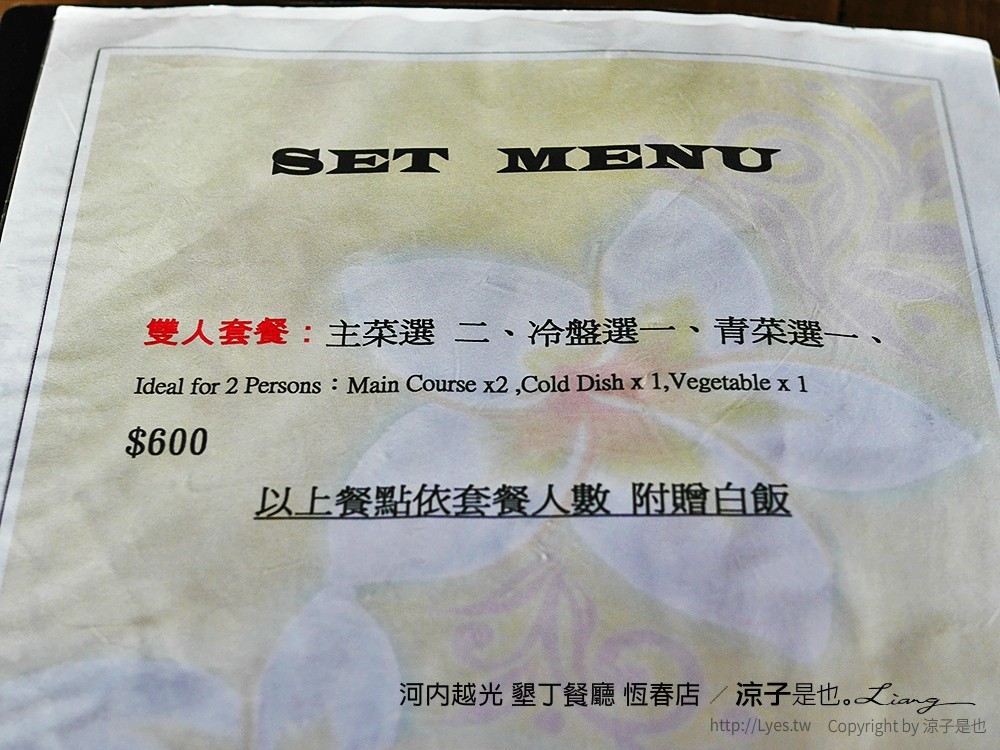 SET MENU
雙人套餐：主菜選 二、冷盤選一、青菜選一、
Ideal for 2 Persons：Main Course x2 ,Cold Dish x 1,Vegetable x 1
$600
以上餐點依套餐人數 附贈白飯
河內越光 墾丁餐廳 恆春店 ／ 涼子是也。Liang
http://Lyes.tw Copyright by 涼子是也